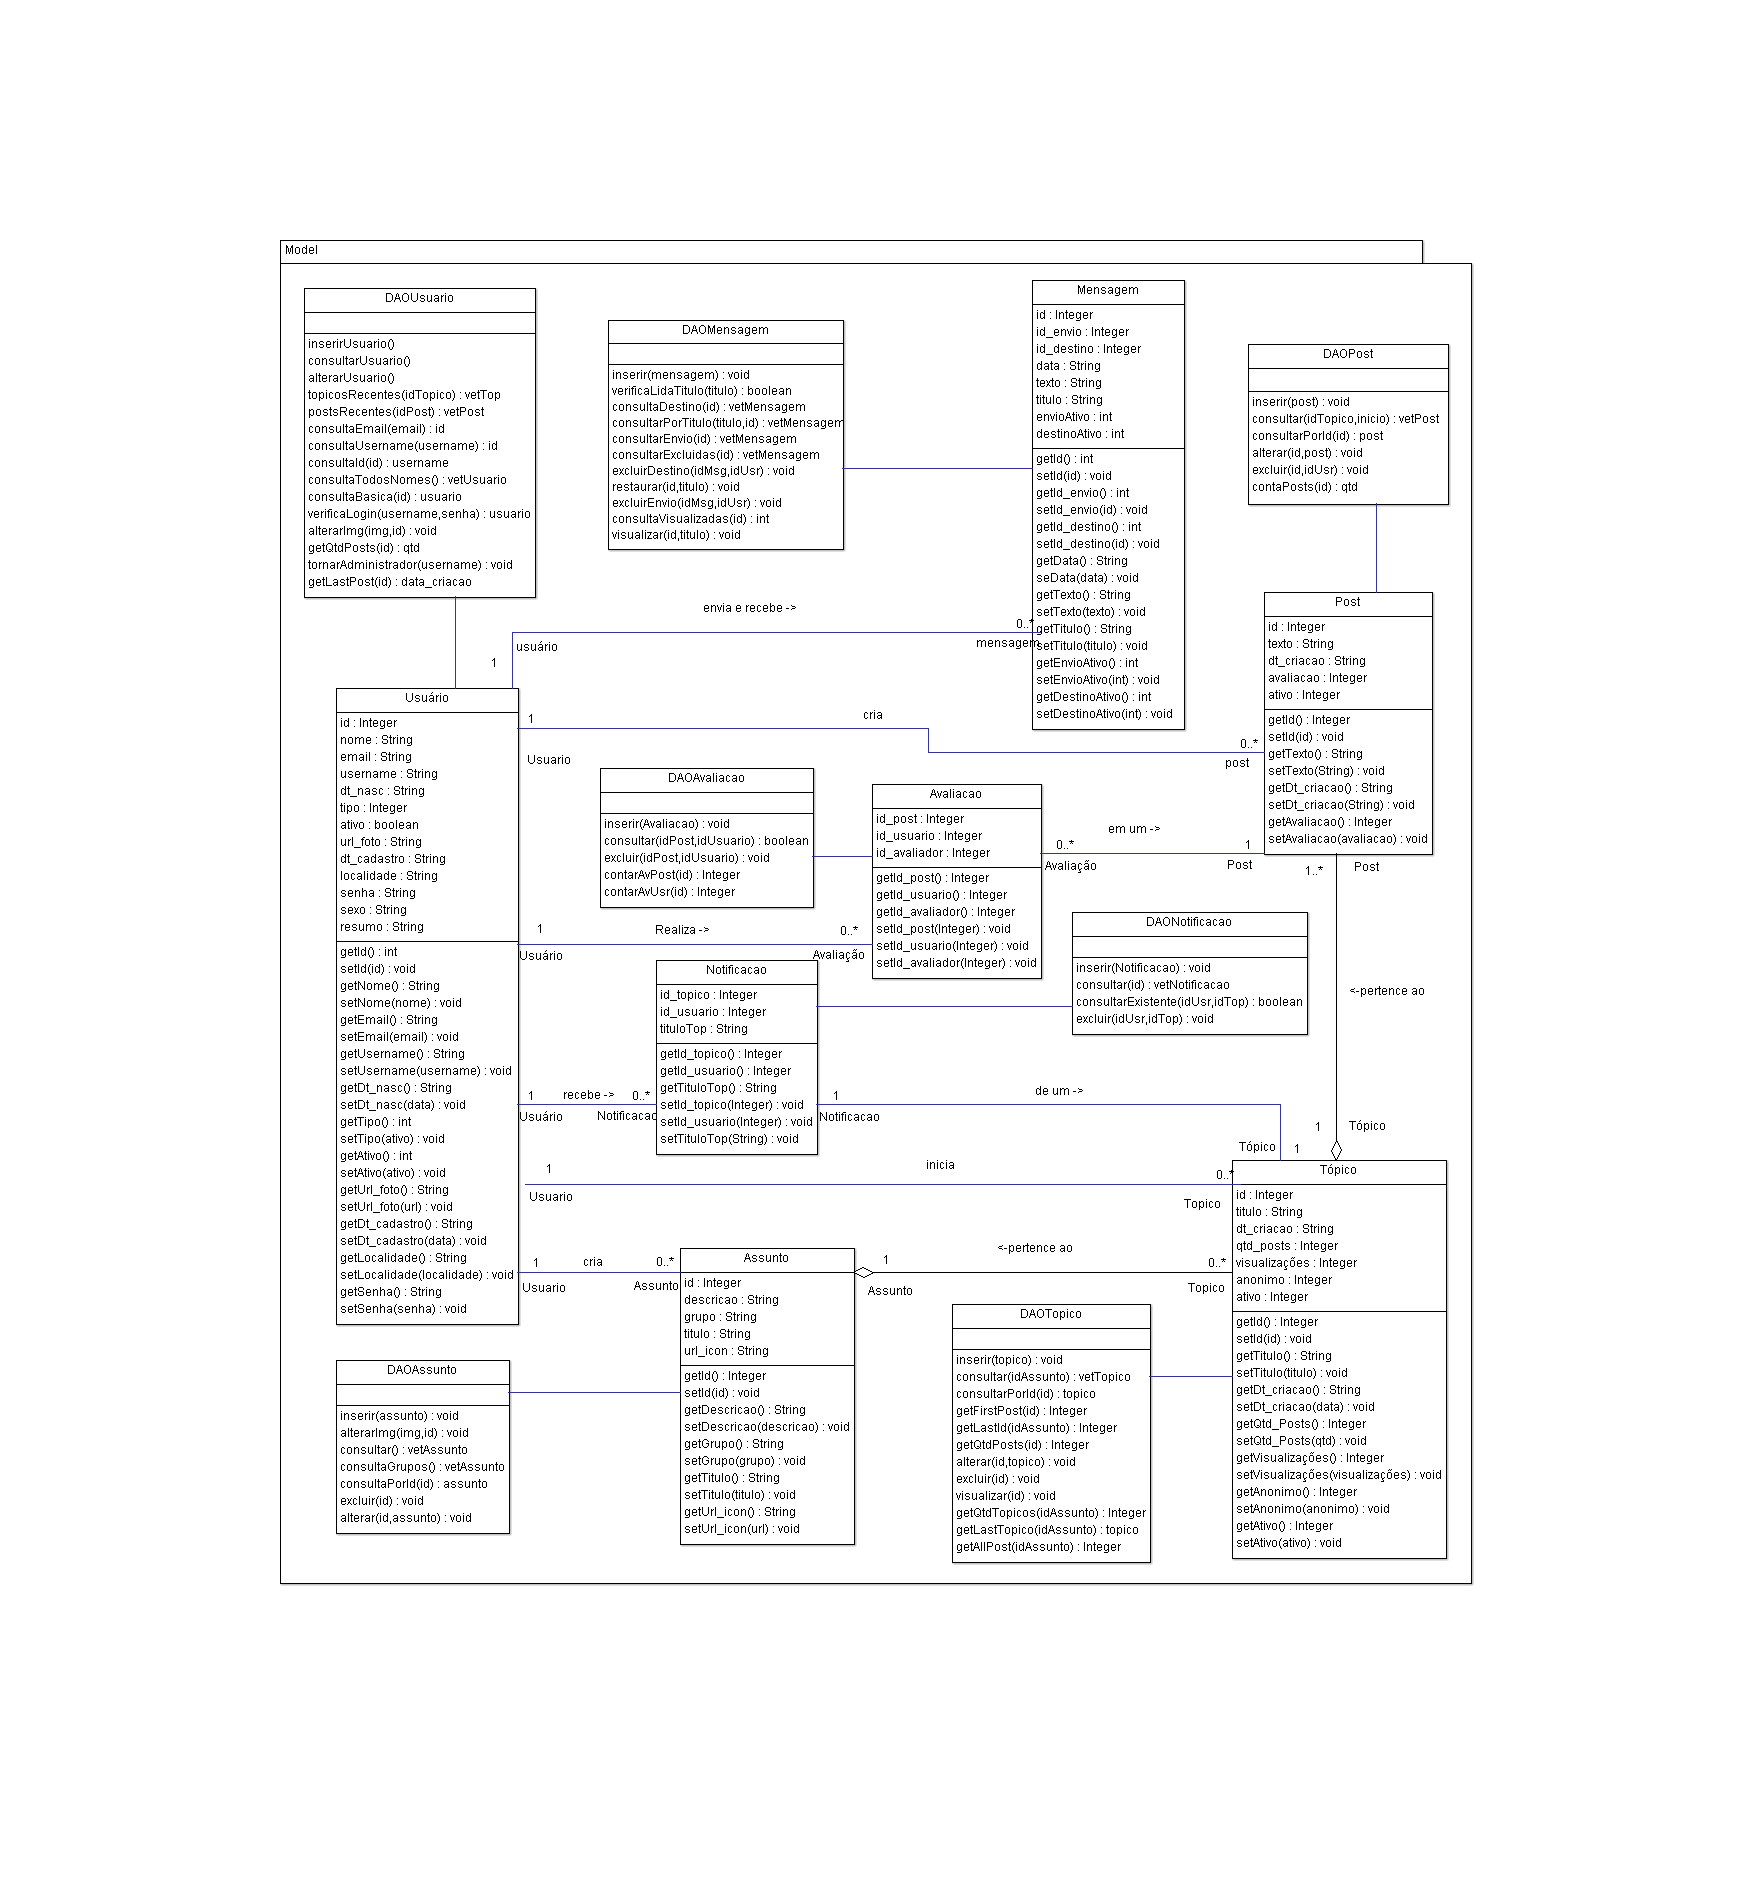 Model
DAOUsuario
inserirUsuario()
consultarUsuario()
alterarUsuario()
topicosRecentes(idTopico) : vetTop
postsRecentes(idPost) : vetPost
consultaEmail(email) : id
consultaUsername(username) : id
consultaId(id) : username
consultaTodosNomes() : vetUsuario
consultaBasica(id) : usuario
verificaLogin(username,senha) : usuario
alterarImg(img,id) : void
getQtdPosts(id) : qtd
tornarAdministrador(username) : void
getLastPost(id) : data_criacao
DAOMensagem
inserir(mensagem) : void
verificaLidaTitulo(titulo) : boolean
consultaDestino(id) : vetMensagem
consultarPorTitulo(titulo,id) : vetMensagem
consultarEnvio(id) : vetMensagem
consultarExcluidas(id) : vetMensagem
excluirDestino(idMsg,idUsr) : void
restaurar(id,titulo) : void
excluirEnvio(idMsg,idUsr) : void
consultaVisualizadas(id) : int
visualizar(id,titulo) : void
Mensagem
id : Integer
id_envio : Integer
id_destino : Integer
data : String
texto : String
titulo : String
envioAtivo : int
destinoAtivo : int
getId() : int
setId(id) : void
getId_envio() : int
setId_envio(id) : void
getId_destino() : int
setId_destino(id) : void
getData() : String
seData(data) : void
getTexto() : String
setTexto(texto) : void
getTitulo() : String
setTitulo(titulo) : void
getEnvioAtivo() : int
setEnvioAtivo(int) : void
getDestinoAtivo() : int
setDestinoAtivo(int) : void
DAOPost
inserir(post) : void
consultar(idTopico,inicio) : vetPost
consultarPorId(id) : post
alterar(id,post) : void
excluir(id,idUsr) : void
contaPosts(id) : qtd
envia e recebe ->
0..*
mensagem
usuário
1
Post
id : Integer
texto : String
dt_criacao : String
avaliacao : Integer
ativo : Integer
getId() : Integer
setId(id) : void
getTexto() : String
setTexto(String) : void
getDt_criacao() : String
setDt_criacao(String) : void
getAvaliacao() : Integer
setAvaliacao(avaliacao) : void
Usuário
id : Integer
nome : String
email : String
username : String
dt_nasc : String
tipo : Integer
ativo : boolean
url_foto : String
dt_cadastro : String
localidade : String
senha : String
sexo : String
resumo : String
getId() : int
setId(id) : void
getNome() : String
setNome(nome) : void
getEmail() : String
setEmail(email) : void
getUsername() : String
setUsername(username) : void
getDt_nasc() : String
setDt_nasc(data) : void
getTipo() : int
setTipo(ativo) : void
getAtivo() : int
setAtivo(ativo) : void
getUrl_foto() : String
setUrl_foto(url) : void
getDt_cadastro() : String
setDt_cadastro(data) : void
getLocalidade() : String
setLocalidade(localidade) : void
getSenha() : String
setSenha(senha) : void
1
cria
0..*
Usuario
post
DAOAvaliacao
inserir(Avaliacao) : void
consultar(idPost,idUsuario) : boolean
excluir(idPost,idUsuario) : void
contarAvPost(id) : Integer
contarAvUsr(id) : Integer
Avaliacao
id_post : Integer
id_usuario : Integer
id_avaliador : Integer
getId_post() : Integer
getId_usuario() : Integer
getId_avaliador() : Integer
setId_post(Integer) : void
setId_usuario(Integer) : void
setId_avaliador(Integer) : void
em um ->
0..*
1
Avaliação
Post
1..*
Post
1
Realiza ->
0..*
Usuário
Avaliação
DAONotificacao
inserir(Notificacao) : void
consultar(id) : vetNotificacao
consultarExistente(idUsr,idTop) : boolean
excluir(idUsr,idTop) : void
Notificacao
id_topico : Integer
id_usuario : Integer
tituloTop : String
getId_topico() : Integer
getId_usuario() : Integer
getTituloTop() : String
setId_topico(Integer) : void
setId_usuario(Integer) : void
setTituloTop(String) : void
<-pertence ao
1
recebe ->
0..*
Usuário
Notificacao
1
de um ->
Notificacao
Tópico
1
1
Tópico
1
inicia
0..*
Usuario
Topico
Tópico
id : Integer
titulo : String
dt_criacao : String
qtd_posts : Integer
visualizações : Integer
anonimo : Integer
ativo : Integer
getId() : Integer
setId(id) : void
getTitulo() : String
setTitulo(titulo) : void
getDt_criacao() : String
setDt_criacao(data) : void
getQtd_Posts() : Integer
setQtd_Posts(qtd) : void
getVisualizações() : Integer
setVisualizações(visualizações) : void
getAnonimo() : Integer
setAnonimo(anonimo) : void
getAtivo() : Integer
setAtivo(ativo) : void
1
cria
0..*
Usuario
Assunto
Assunto
id : Integer
descricao : String
grupo : String
titulo : String
url_icon : String
getId() : Integer
setId(id) : void
getDescricao() : String
setDescricao(descricao) : void
getGrupo() : String
setGrupo(grupo) : void
getTitulo() : String
setTitulo(titulo) : void
getUrl_icon() : String
setUrl_icon(url) : void
<-pertence ao
1
0..*
Assunto
Topico
DAOAssunto
inserir(assunto) : void
alterarImg(img,id) : void
consultar() : vetAssunto
consultaGrupos() : vetAssunto
consultaPorId(id) : assunto
excluir(id) : void
alterar(id,assunto) : void
DAOTopico
inserir(topico) : void
consultar(idAssunto) : vetTopico
consultarPorId(id) : topico
getFirstPost(id) : Integer
getLastId(idAssunto) : Integer
getQtdPosts(id) : Integer
alterar(id,topico) : void
excluir(id) : void
visualizar(id) : void
getQtdTopicos(idAssunto) : Integer
getLastTopico(idAssunto) : topico
getAllPost(idAssunto) : Integer